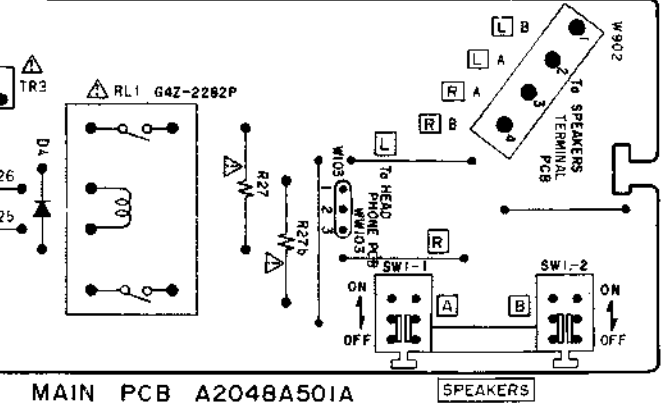 L B
L A
R A
R B
1
2
3
4
W902
To SPEAKERS
TERMINAL
PCB
TR3
RL1 G4Z-2282P
D4
26
25
R27
R27b
W103
1
2
3
To HEAD
PHONE PCB
WW103
L
R
SW1-1
SW1-2
ON
OFF
A
B
ON
OFF
MAIN PCB A2048A501A
SPEAKERS